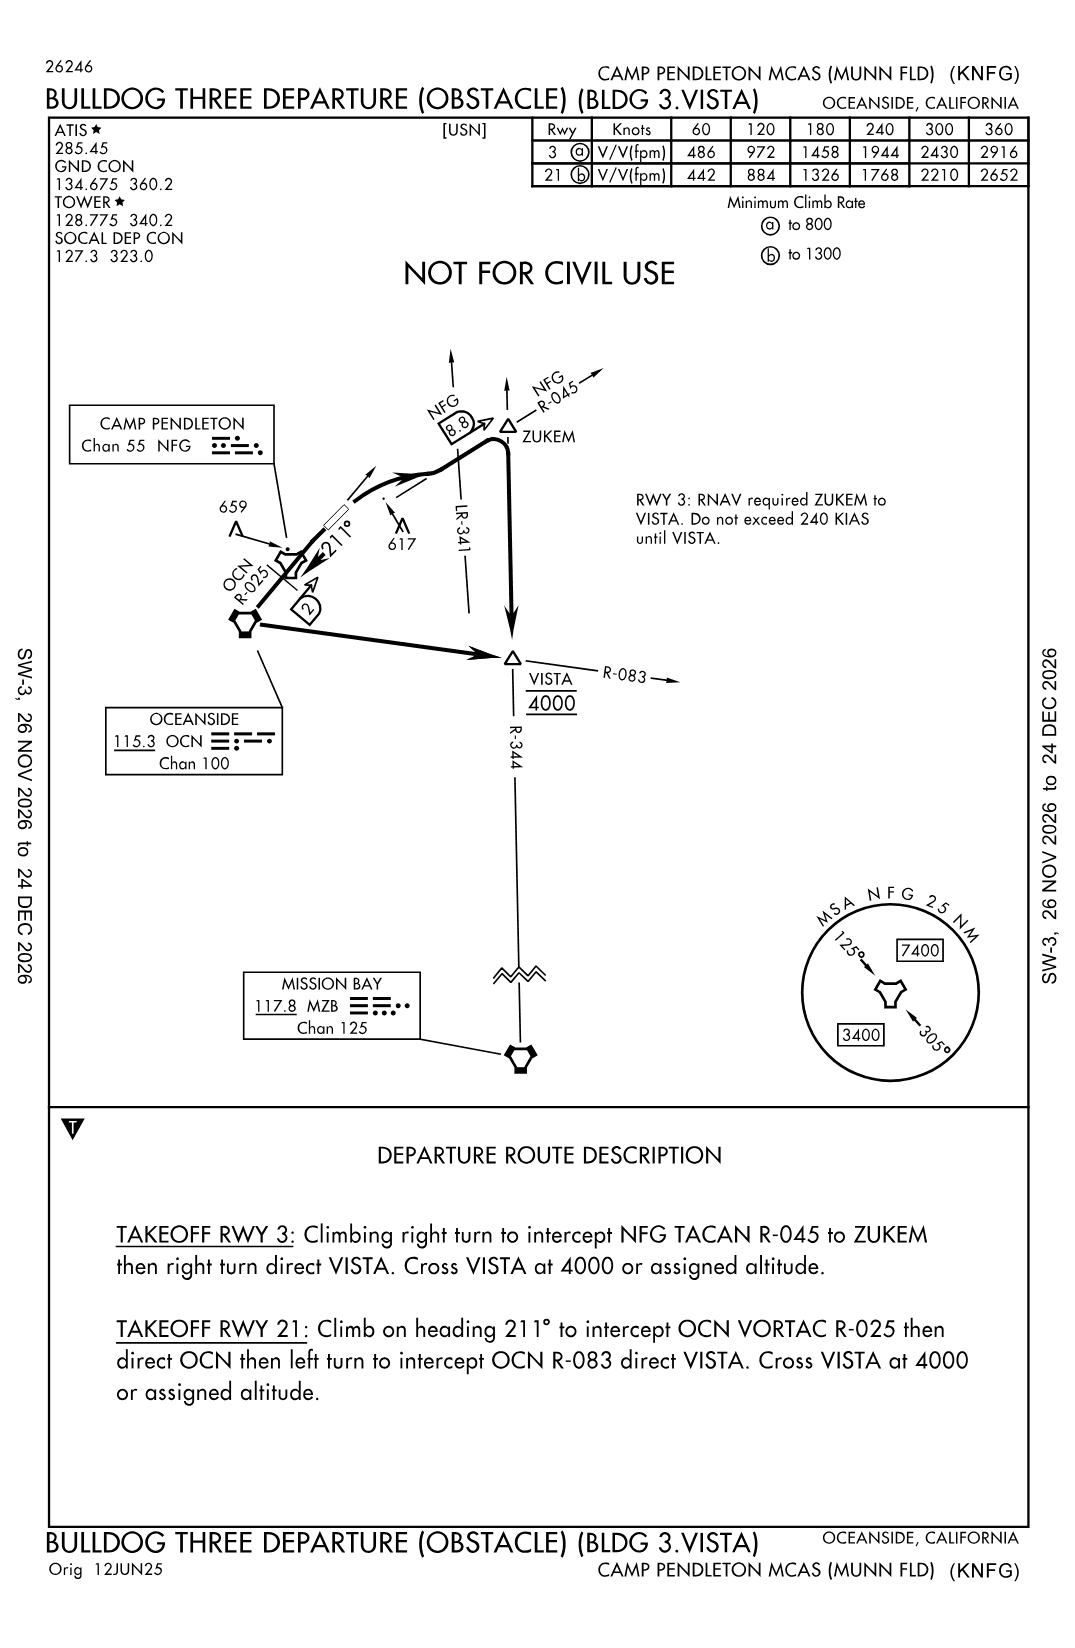 26246
CAMP PENDLETON MCAS (MUNN FLD) (KNFG)
BULLDOG THREE DEPARTURE (OBSTACLE) (BLDG 3.VISTA)
OCEANSIDE, CALIFORNIA
ATIS ★
285.45
GND CON
134.675 360.2
TOWER ★
128.775 340.2
SOCAL DEP CON
127.3 323.0
[USN]
Rwy Knots 60 120 180 240 300 360
3 ⓐ V/V(fpm) 486 972 1458 1944 2430 2916
21 ⓑ V/V(fpm) 442 884 1326 1768 2210 2652
Minimum Climb Rate
ⓐ to 800
ⓑ to 1300
NOT FOR CIVIL USE
NFG
R-045
NFG
8.8
ZUKEM
CAMP PENDLETON
Chan 55 NFG
659
617
211°
LR-341
RWY 3: RNAV required ZUKEM to
VISTA. Do not exceed 240 KIAS
until VISTA.
OCN
R-025
2
R-083
VISTA
4000
OCEANSIDE
115.3 OCN
Chan 100
R-344
MISSION BAY
117.8 MZB
Chan 125
MSA NFG 25 NM
125°
7400
3400
305°
SW-3, 26 NOV 2026 to 24 DEC 2026
SW-3, 26 NOV 2026 to 24 DEC 2026
T
DEPARTURE ROUTE DESCRIPTION
TAKEOFF RWY 3: Climbing right turn to intercept NFG TACAN R-045 to ZUKEM
then right turn direct VISTA. Cross VISTA at 4000 or assigned altitude.
TAKEOFF RWY 21: Climb on heading 211° to intercept OCN VORTAC R-025 then
direct OCN then left turn to intercept OCN R-083 direct VISTA. Cross VISTA at 4000
or assigned altitude.
BULLDOG THREE DEPARTURE (OBSTACLE) (BLDG 3.VISTA)
OCEANSIDE, CALIFORNIA
Orig 12JUN25
CAMP PENDLETON MCAS (MUNN FLD) (KNFG)